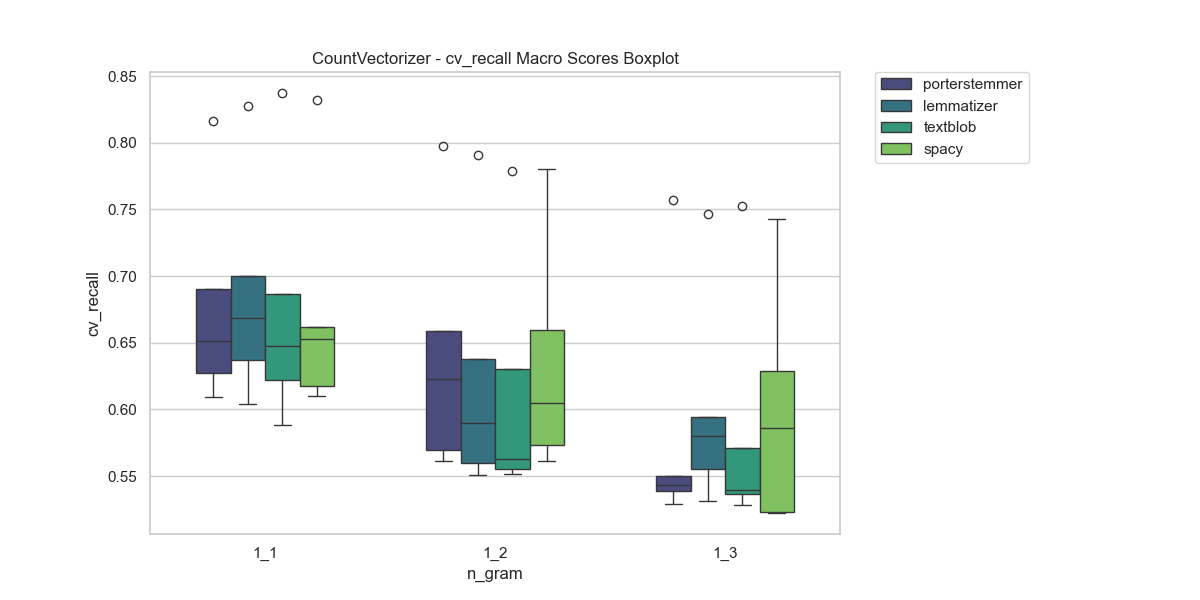 CountVectorizer - cv_recall Macro Scores Boxplot
0.85
0.80
0.75
0.70
0.65
0.60
0.55
cv_recall
1_1
1_2
1_3
n_gram
porterstemmer
lemmatizer
textblob
spacy